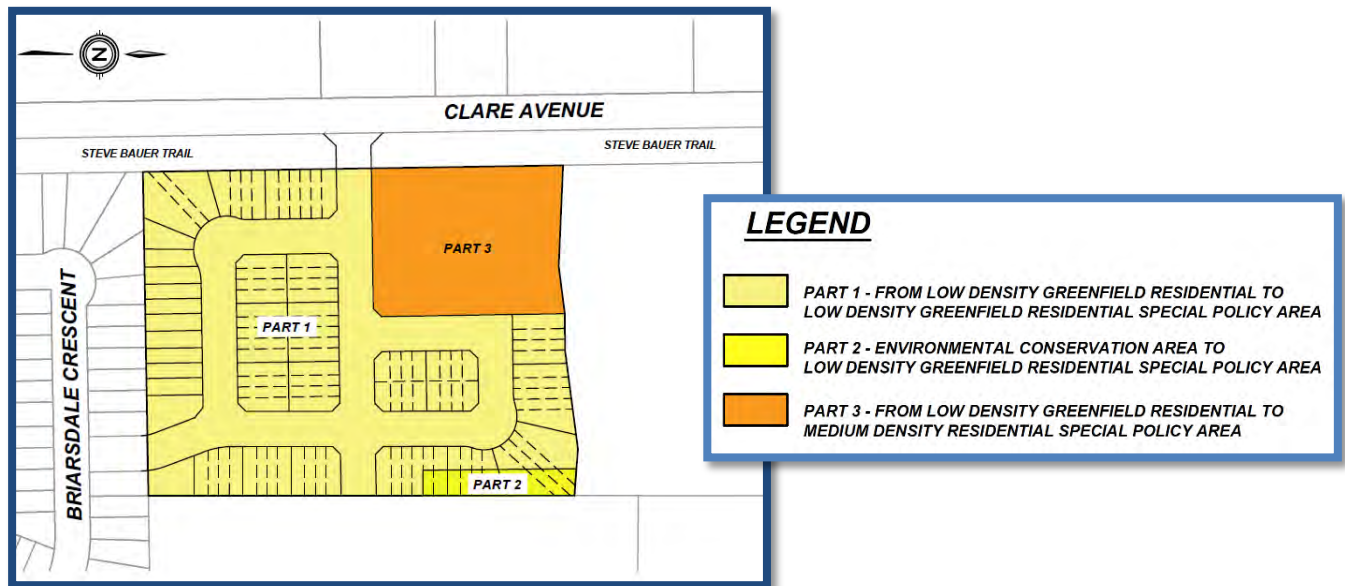 N
CLARE AVENUE
STEVE BAUER TRAIL
STEVE BAUER TRAIL
PART 3
PART 1
BRIARSDALE CRESCENT
PART 2
LEGEND
PART 1 - FROM LOW DENSITY GREENFIELD RESIDENTIAL TO
LOW DENSITY GREENFIELD RESIDENTIAL SPECIAL POLICY AREA
PART 2 - ENVIRONMENTAL CONSERVATION AREA TO
LOW DENSITY GREENFIELD RESIDENTIAL SPECIAL POLICY AREA
PART 3 - FROM LOW DENSITY GREENFIELD RESIDENTIAL TO
MEDIUM DENSITY RESIDENTIAL SPECIAL POLICY AREA